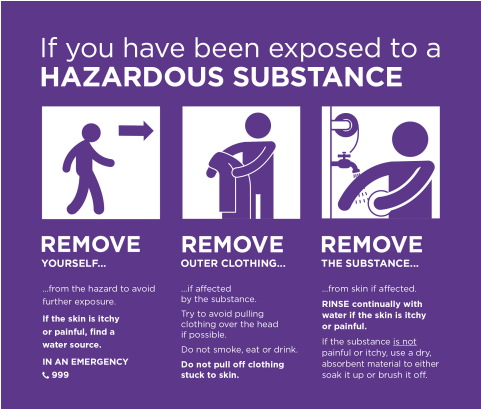 If you have been exposed to a
HAZARDOUS SUBSTANCE
REMOVE
YOURSELF...
...from the hazard to avoid
further exposure.
If the skin is itchy
or painful, find a
water source.
IN AN EMERGENCY
999
REMOVE
OUTER CLOTHING...
...if affected
by the substance.
Try to avoid pulling
clothing over the head
if possible.
Do not smoke, eat or drink.
Do not pull off clothing
stuck to skin.
REMOVE
THE SUBSTANCE...
...from skin if affected.
RINSE continually with
water if the skin is itchy
or painful.
If the substance is not
painful or itchy, use a dry,
absorbent material to either
soak it up or brush it off.